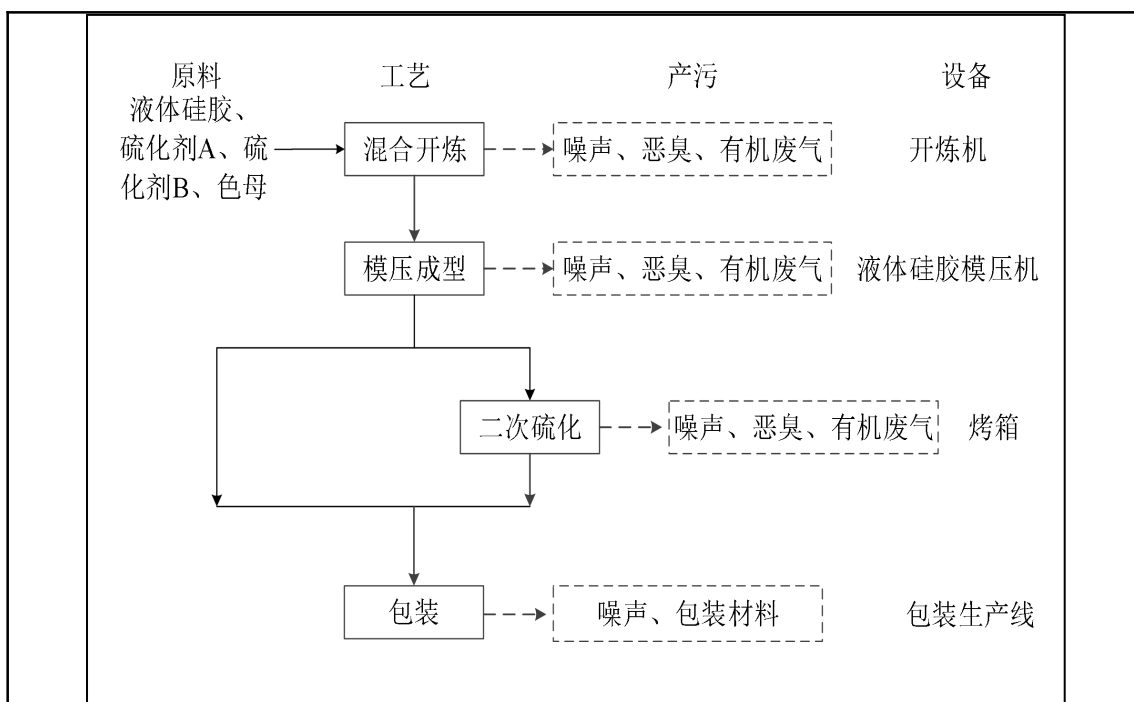 原料 工艺 产污 设备
液体硅胶、
硫化剂A、硫
化剂B、色母
混合开炼 噪声、恶臭、有机废气 开炼机
模压成型 噪声、恶臭、有机废气 液体硅胶模压机
二次硫化 噪声、恶臭、有机废气 烤箱
包装 噪声、包装材料 包装生产线